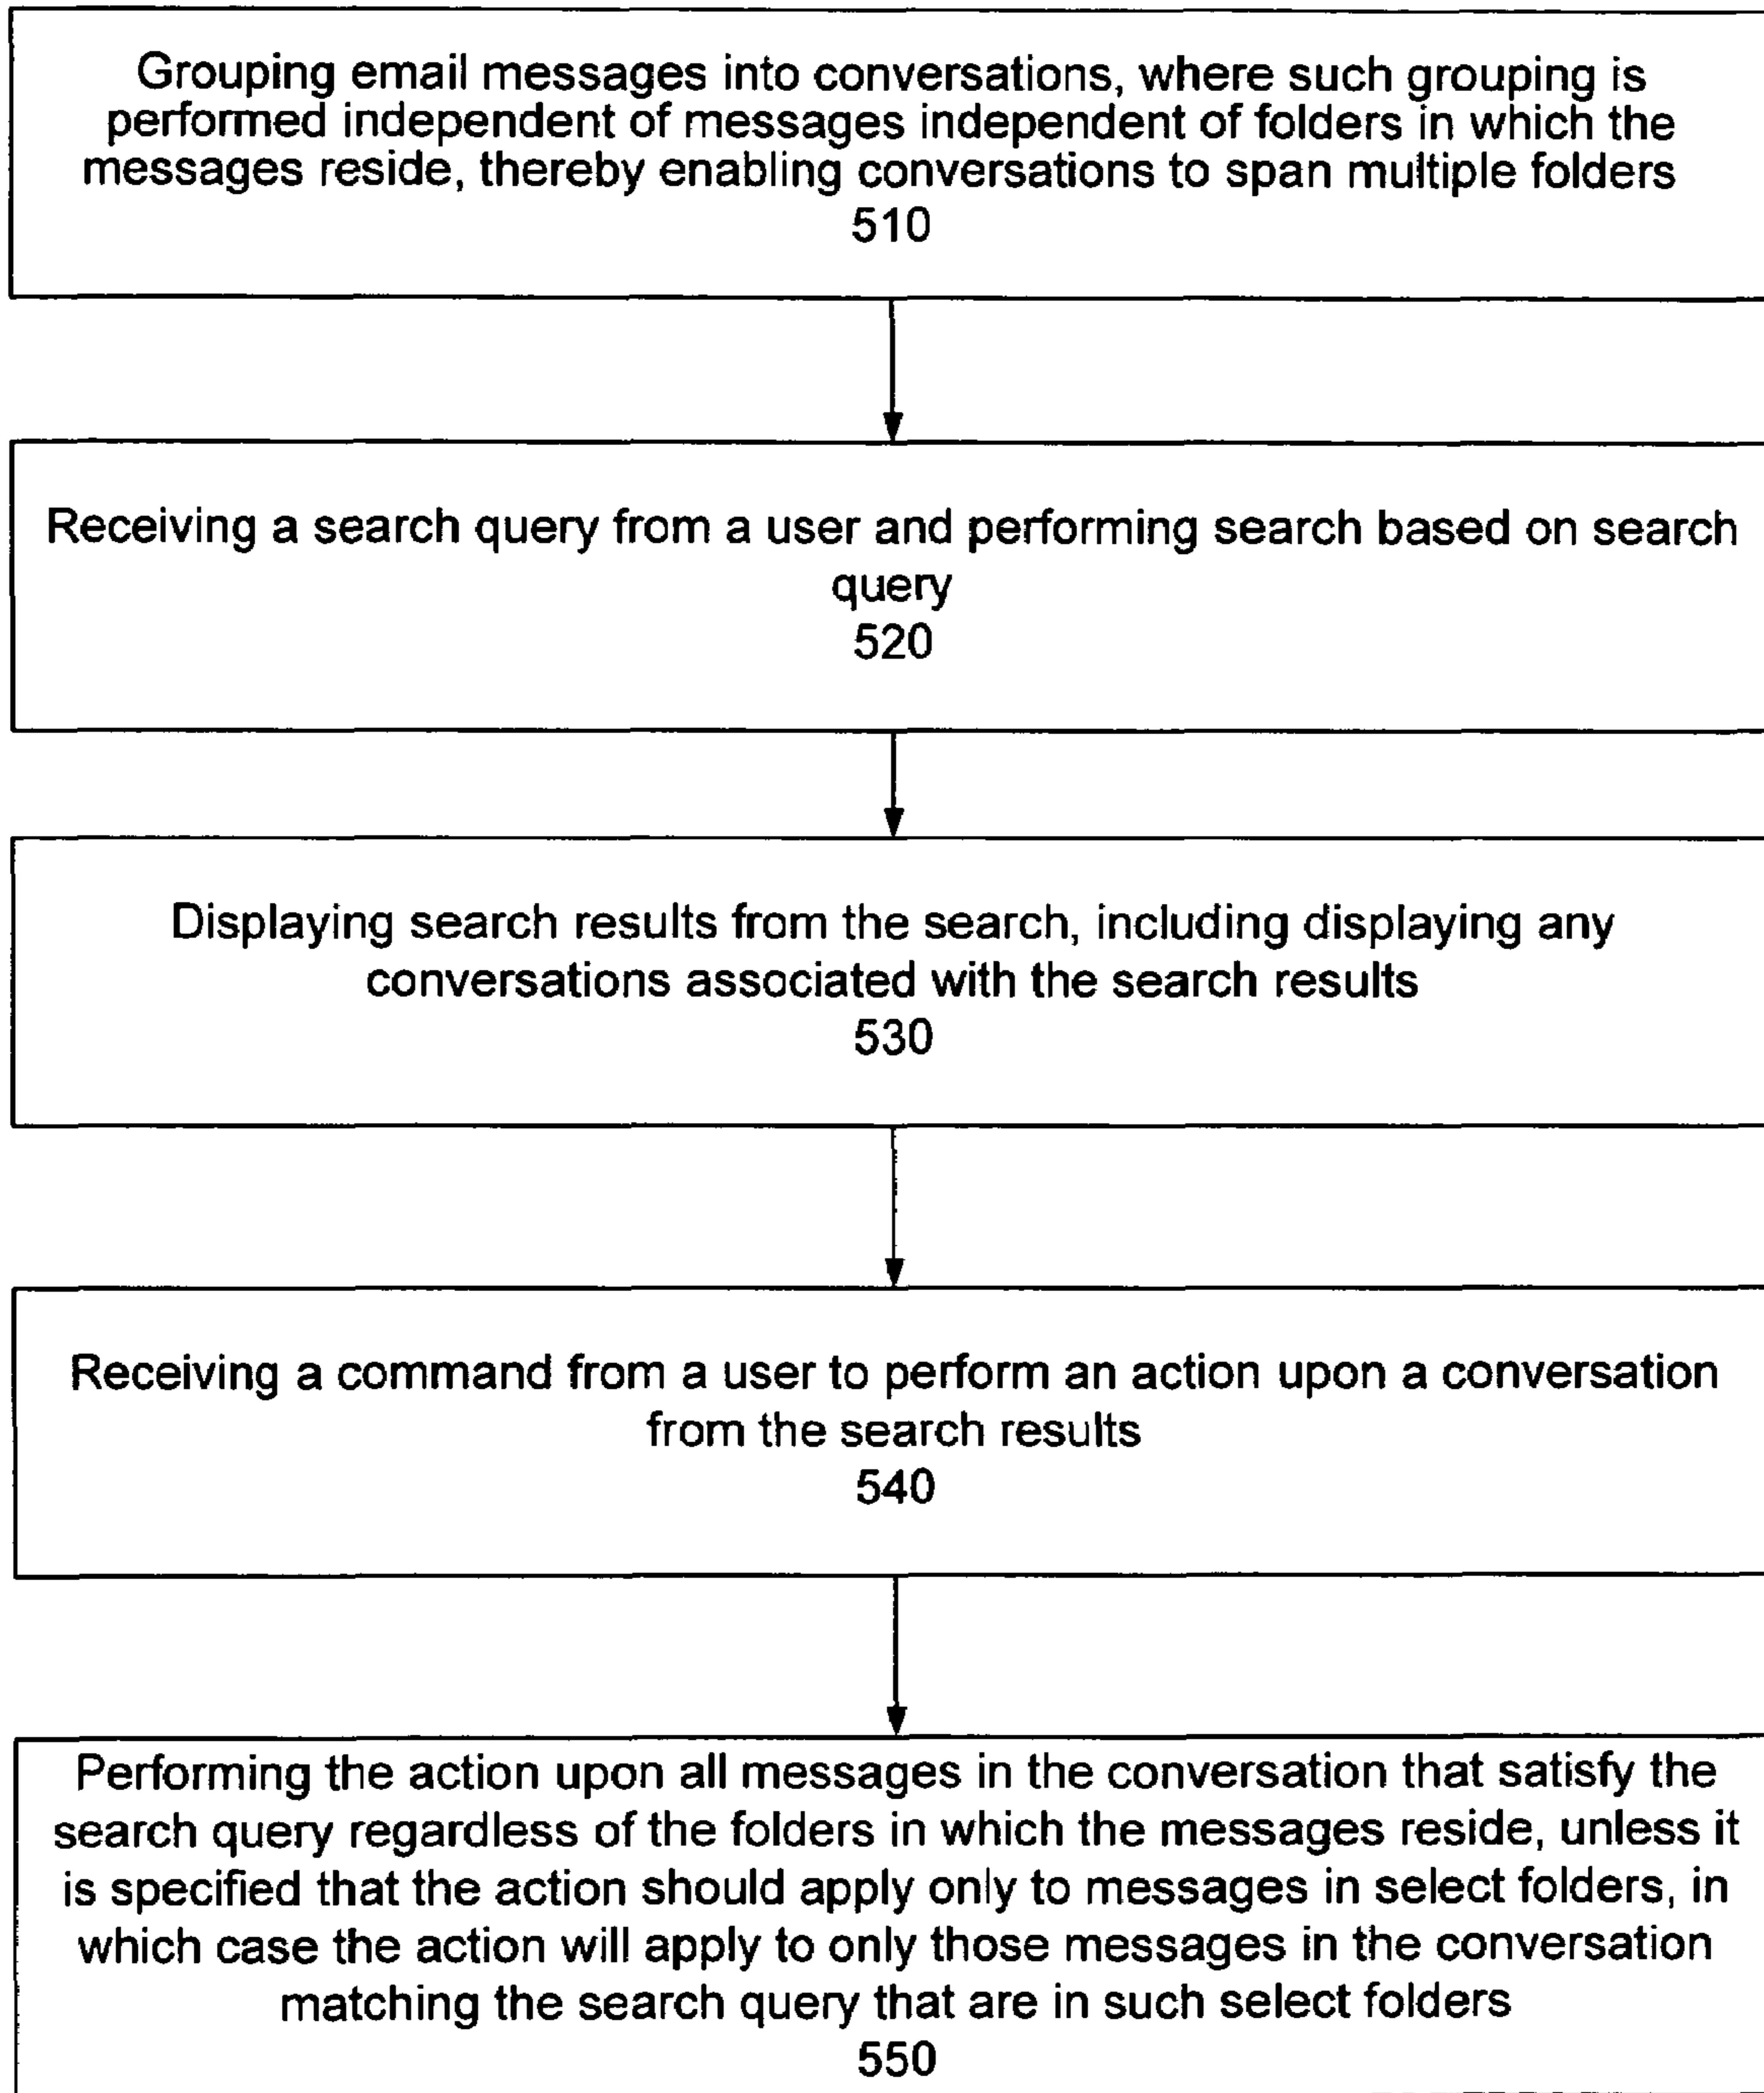 Grouping email messages into conversations, where such grouping is
performed independent of messages independent of folders in which the
messages reside, thereby enabling conversations to span multiple folders
510
Receiving a search query from a user and performing search based on search
query
520
Displaying search results from the search, including displaying any
conversations associated with the search results
530
Receiving a command from a user to perform an action upon a conversation
from the search results
540
Performing the action upon all messages in the conversation that satisfy the
search query regardless of the folders in which the messages reside, unless it
is specified that the action should apply only to messages in select folders, in
which case the action will apply to only those messages in the conversation
matching the search query that are in such select folders
550